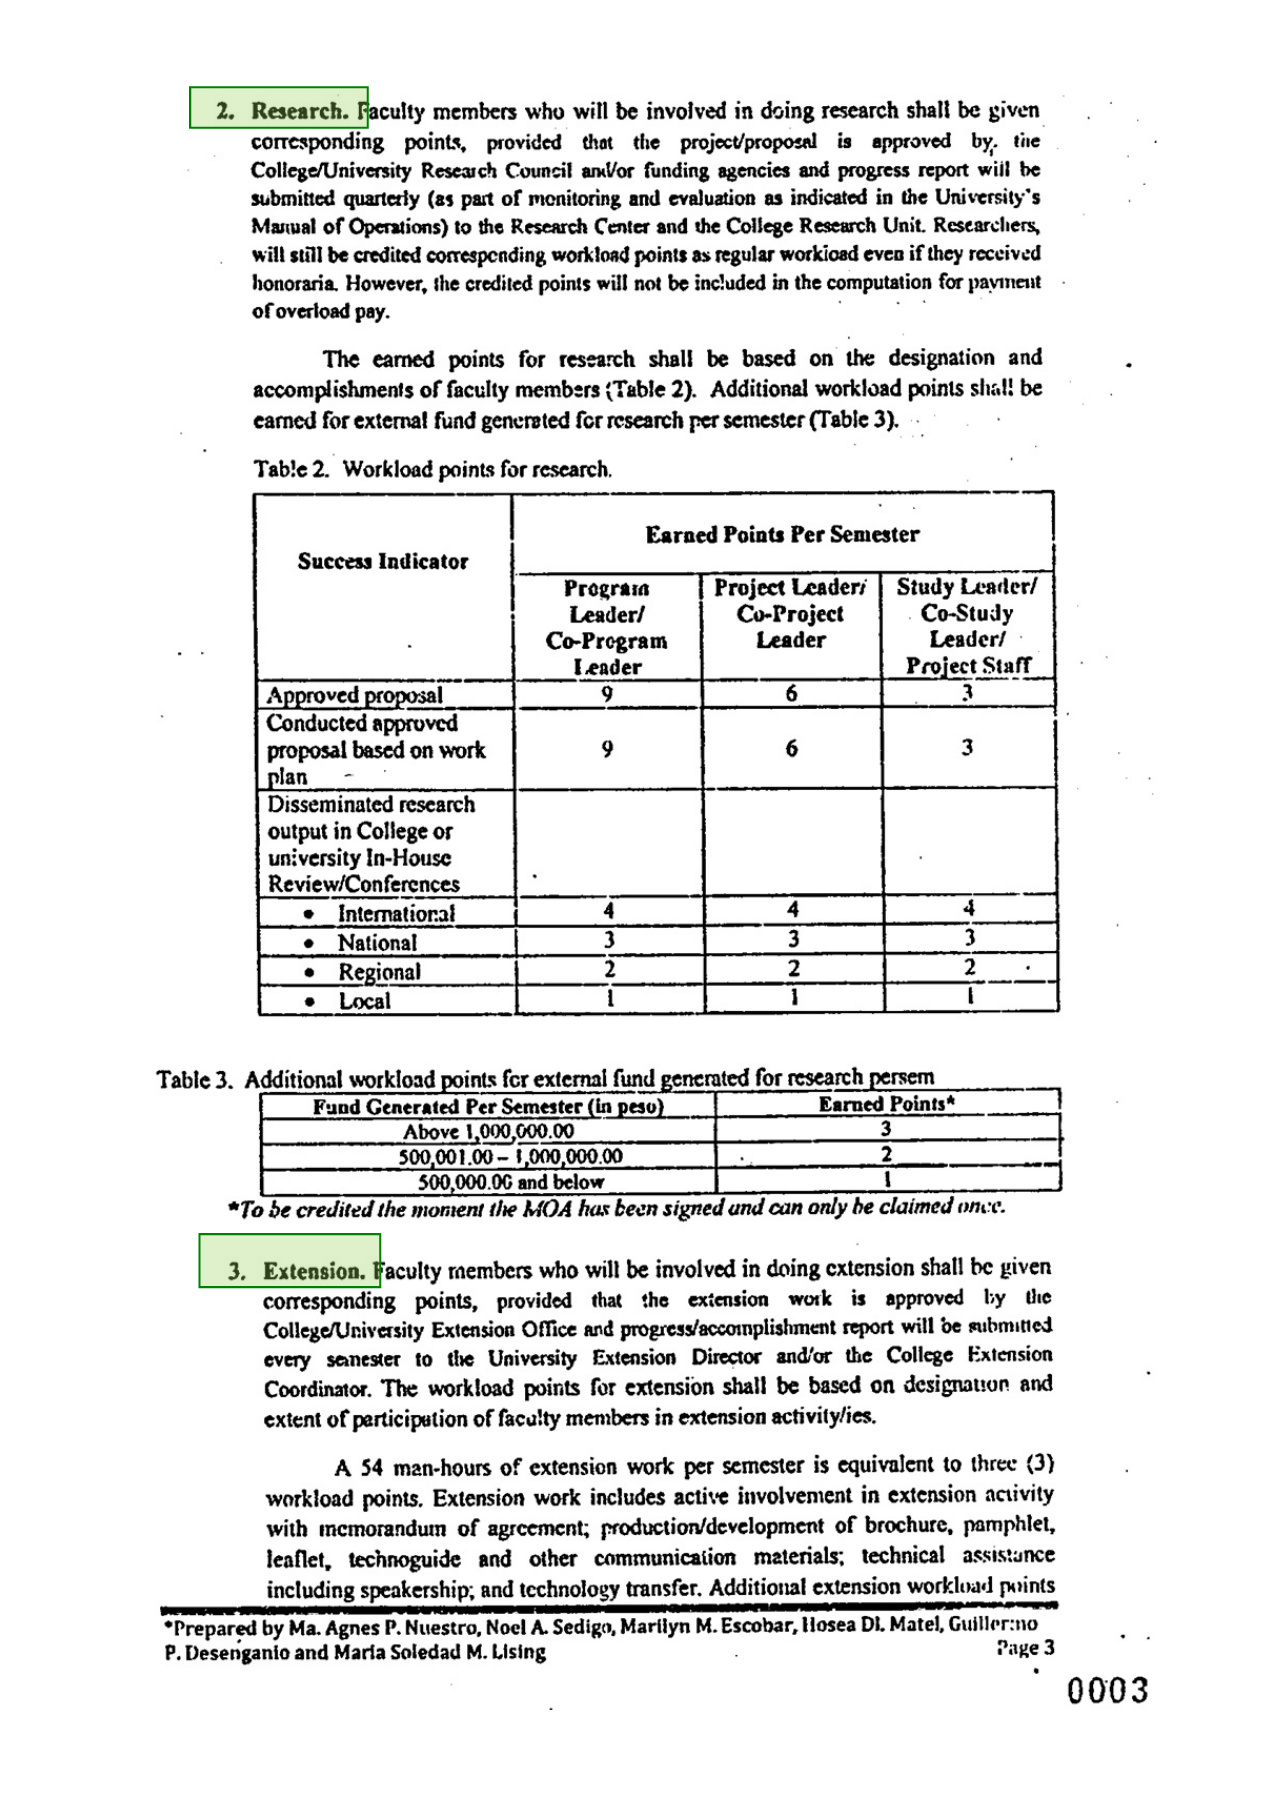 2. Research. Faculty members who will be involved in doing research shall be given
corresponding points, provided that the project/proposal is approved by, the
College/University Research Council and/or funding agencies and progress report will be
submitted quarterly (as part of monitoring and evaluation as indicated in the University's
Manual of Operations) to the Research Center and the College Research Unit. Researchers,
will still be credited corresponding workload points as regular workload even if they received
honoraria. However, the credited points will not be included in the computation for payment
of overload pay.
The earned points for research shall be based on the designation and
accomplishments of faculty members (Table 2). Additional workload points shall be
earned for external fund generated for research per semester (Table 3).
Table 2. Workload points for research.
Success Indicator
Earned Points Per Semester
Program Project Leader/ Study Leader/
Leader/ Co-Project Co-Study
Co-Program Leader Leader/
Leader Project Staff
Approved proposal 9 6 3
Conducted approved
proposal based on work 9 6 3
plan
Disseminated research
output in College or
university In-House
Review/Conferences
• International 4 4 4
• National 3 3 3
• Regional 2 2 2
• Local 1 1 1
Table 3. Additional workload points for external fund generated for research persem
Fund Generated Per Semester (in peso) Earned Points*
Above 1,000,000.00 3
500,001.00 – 1,000,000.00 2
500,000.00 and below 1
*To be credited the moment the MOA has been signed and can only be claimed once.
3. Extension. Faculty members who will be involved in doing extension shall be given
corresponding points, provided that the extension work is approved by the
College/University Extension Office and progress/accomplishment report will be submitted
every semester to the University Extension Director and/or the College Extension
Coordinator. The workload points for extension shall be based on designation and
extent of participation of faculty members in extension activity/ies.
A 54 man-hours of extension work per semester is equivalent to three (3)
workload points. Extension work includes active involvement in extension activity
with memorandum of agreement; production/development of brochure, pamphlet,
leaflet, technoguide and other communication materials; technical assistance
including speakership; and technology transfer. Additional extension workload points
*Prepared by Ma. Agnes P. Nuestro, Noel A. Sedigo, Marilyn M. Escobar, Hosea DL. Matel, Guillermo
P. Desenganio and Maria Soledad M. Lising Page 3
0003